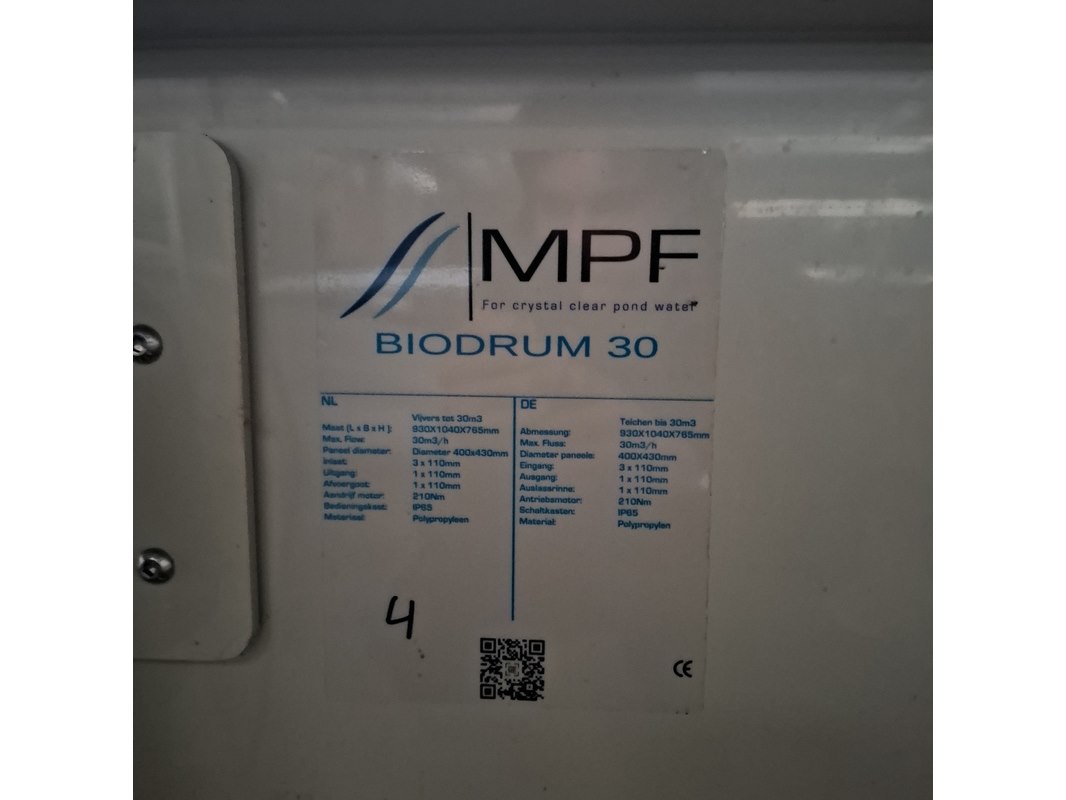 MPF
For crystal clear pond water
BIODRUM 30
NL
Vijvers tot 30m3
Maat (L x B x H ): 930X1040X765mm
Max. Flow: 30m3/h
Paneel diameter: Diameter 400x430mm
Inlaat: 3 x 110mm
Uitgang: 1 x 110mm
Afvoergoot: 1 x 110mm
Aandrijf motor: 210Nm
Bedieningskast: IP65
Materiaal: Polypropyleen
DE
Teichen bis 30m3
Abmessung: 930X1040X765mm
Max. Fluss: 30m3/h
Diameter paneele: 400X430mm
Eingang: 3 x 110mm
Ausgang: 1 x 110mm
Auslassrinne: 1 x 110mm
Antriebsmotor: 210Nm
Schaltkasten: IP65
Material: Polypropylen
4
CE